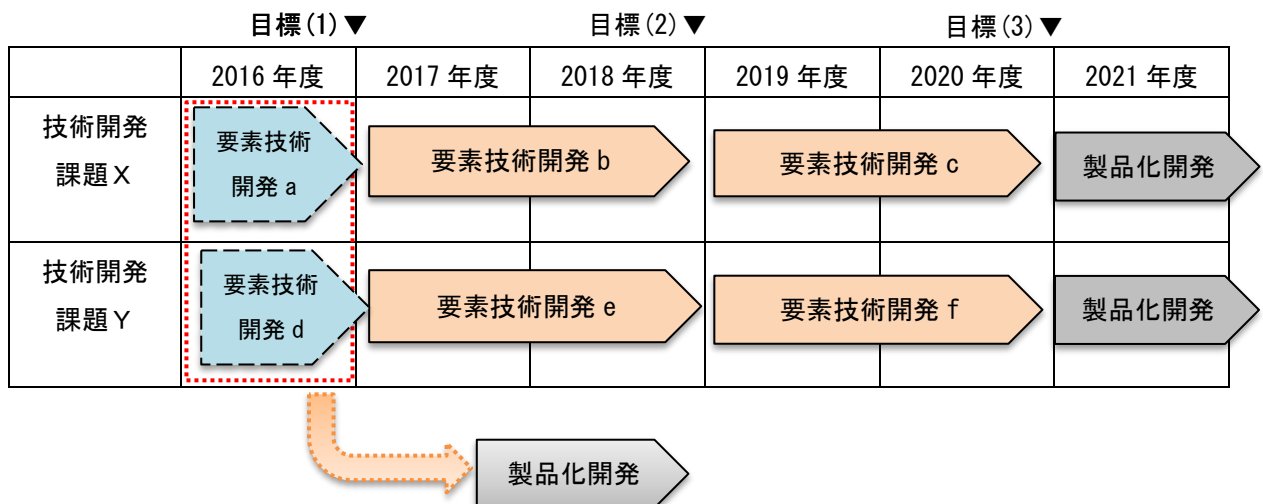 目標(1)▼ 目標(2)▼ 目標(3)▼
2016 年度 2017 年度 2018 年度 2019 年度 2020 年度 2021 年度
技術開発
課題X
要素技術
開発 a
要素技術開発 b
要素技術開発 c
製品化開発
技術開発
課題Y
要素技術
開発 d
要素技術開発 e
要素技術開発 f
製品化開発
製品化開発